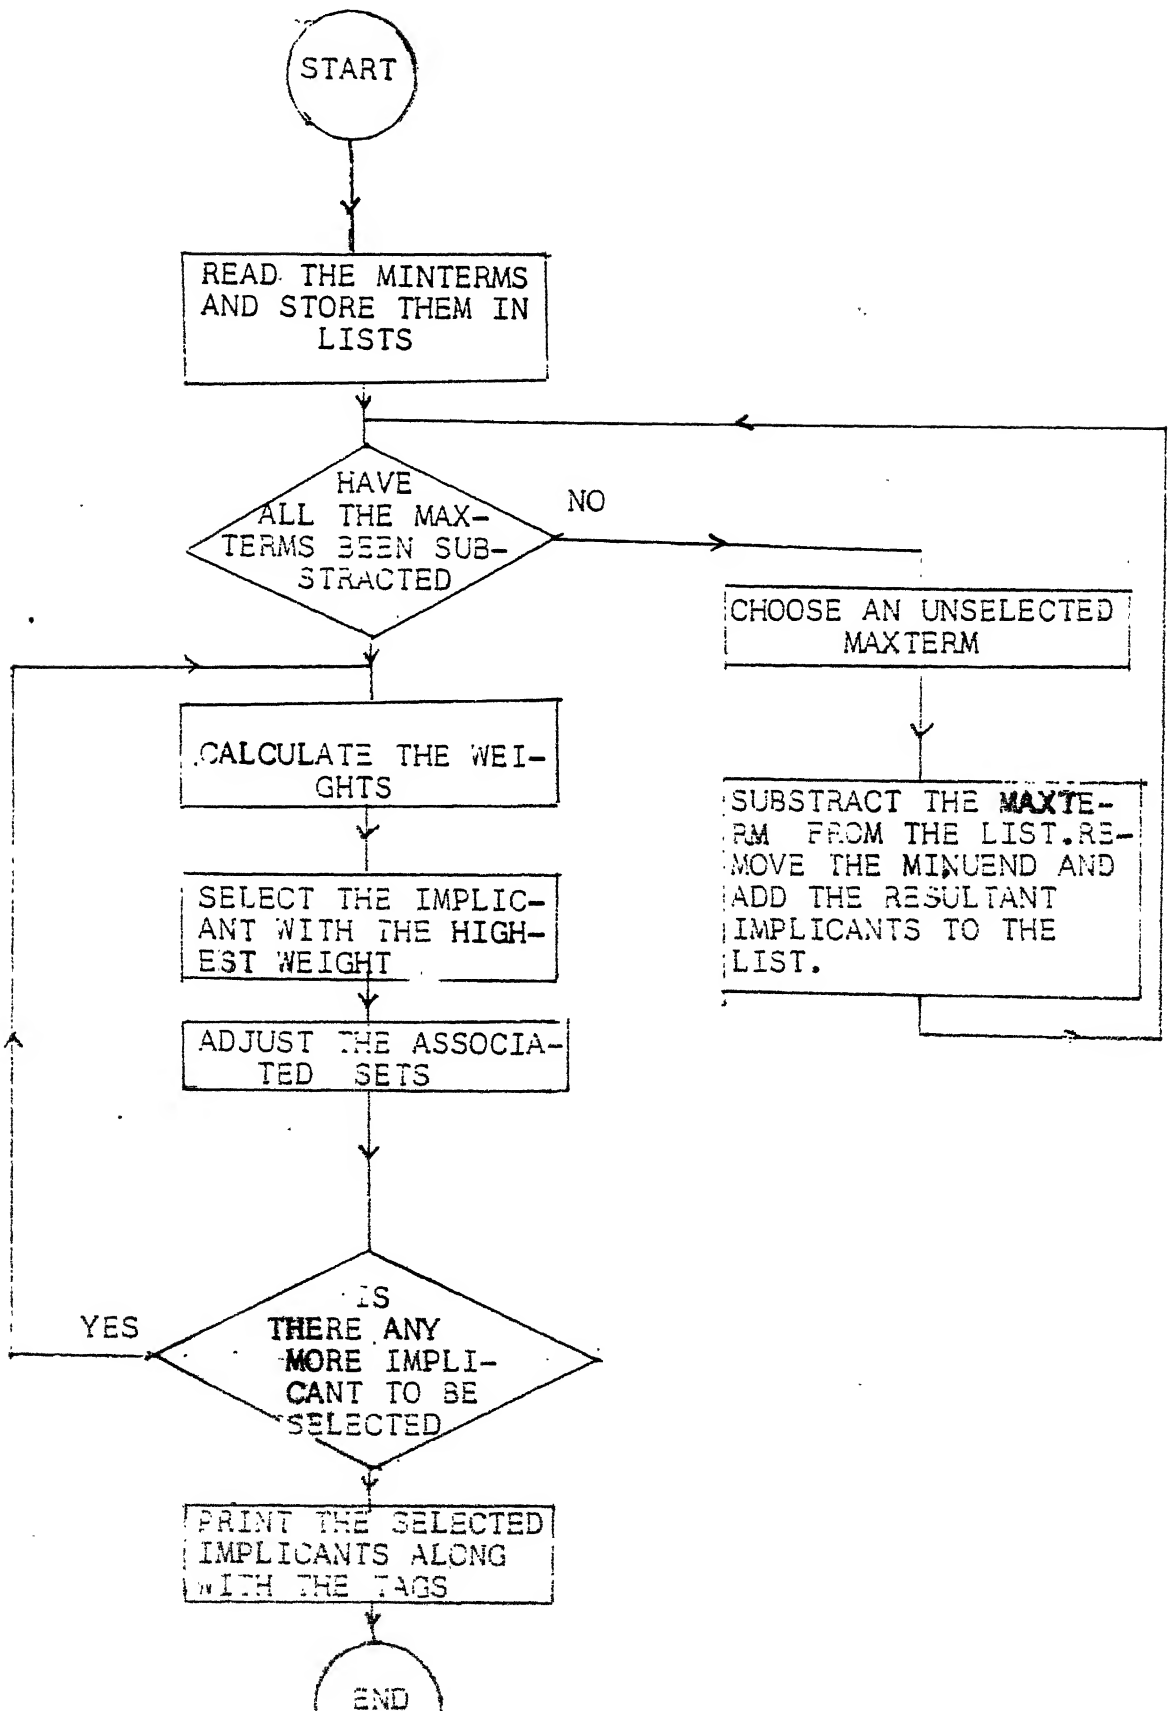 START
READ THE MINTERMS
AND STORE THEM IN
LISTS
HAVE
ALL THE MAX-
TERMS BEEN SUB-
STRACTED
NO
CHOOSE AN UNSELECTED
MAXTERM
SUBSTRACT THE MAXTE-
RM FROM THE LIST.RE-
MOVE THE MINUEND AND
ADD THE RESULTANT
IMPLICANTS TO THE
LIST.
CALCULATE THE WEI-
GHTS
SELECT THE IMPLIC-
ANT WITH THE HIGH-
EST WEIGHT
ADJUST THE ASSOCIA-
TED SETS
IS
THERE ANY
MORE IMPLI-
CANT TO BE
SELECTED
YES
PRINT THE SELECTED
IMPLICANTS ALONG
WITH THE TAGS
END